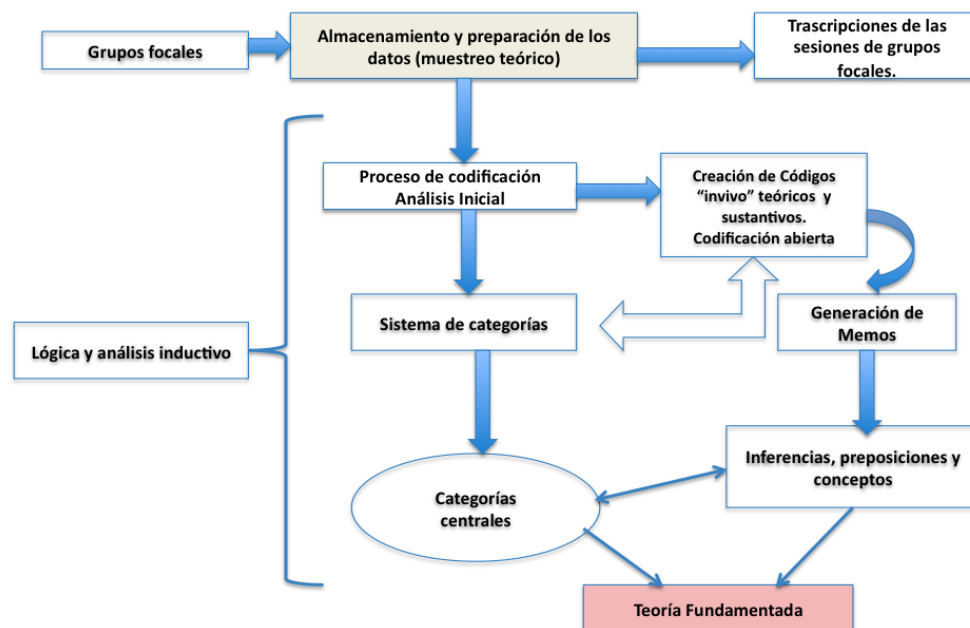 Grupos focales
Almacenamiento y preparación de los
datos (muestreo teórico)
Trascripciones de las
sesiones de grupos
focales.
Proceso de codificación
Análisis Inicial
Creación de Códigos
“invivo” teóricos y
sustantivos.
Codificación abierta
Sistema de categorías
Generación de
Memos
Lógica y análisis inductivo
Inferencias, preposiciones y
conceptos
Categorías
centrales
Teoría Fundamentada